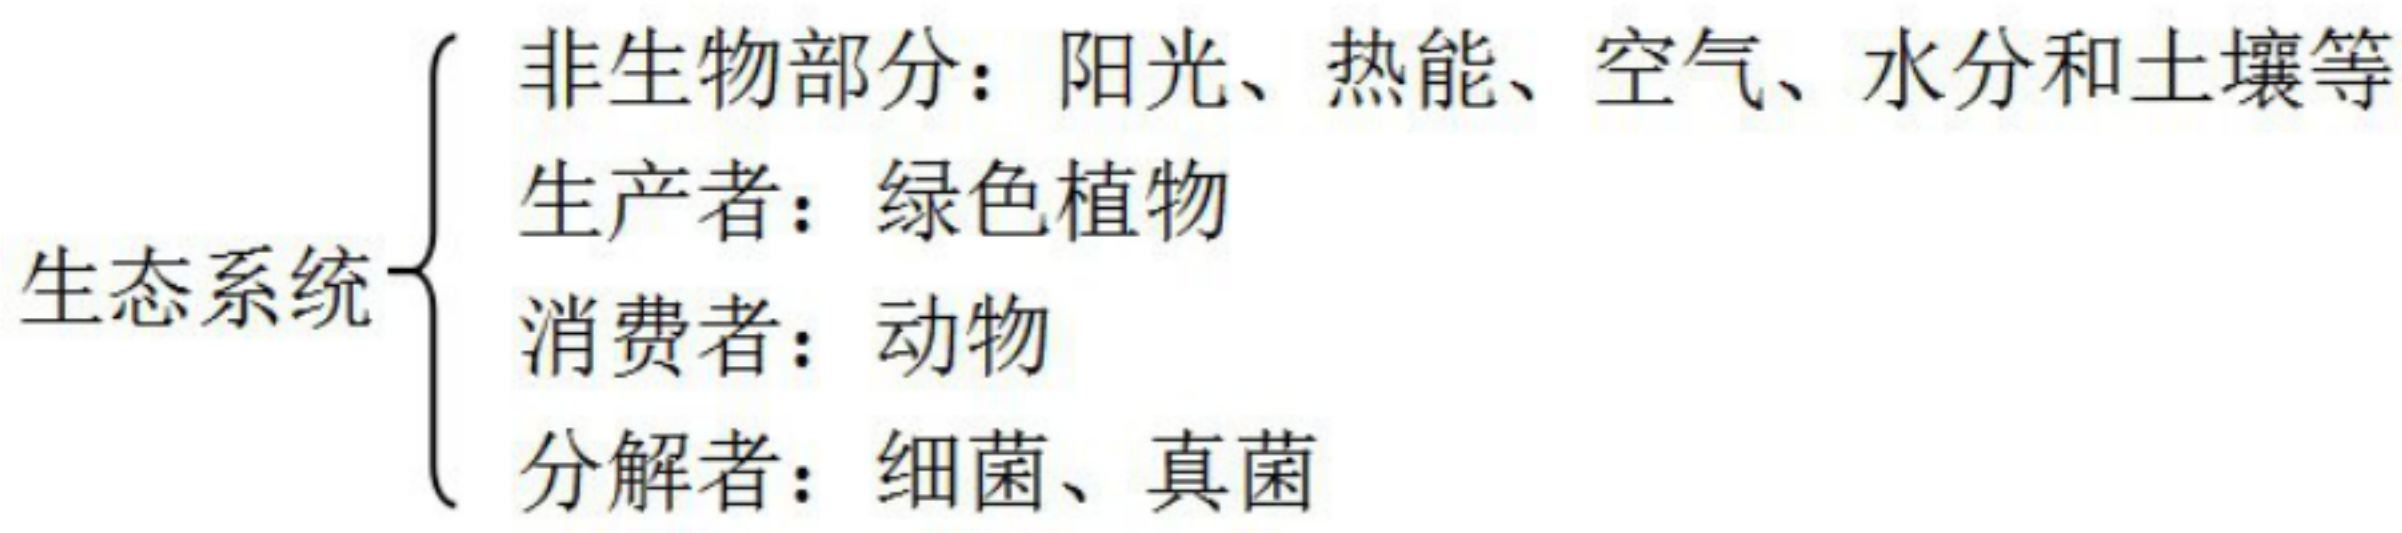 非生物部分：阳光、热能、空气、水分和土壤等
生产者：绿色植物
生态系统
消费者：动物
分解者：细菌、真菌